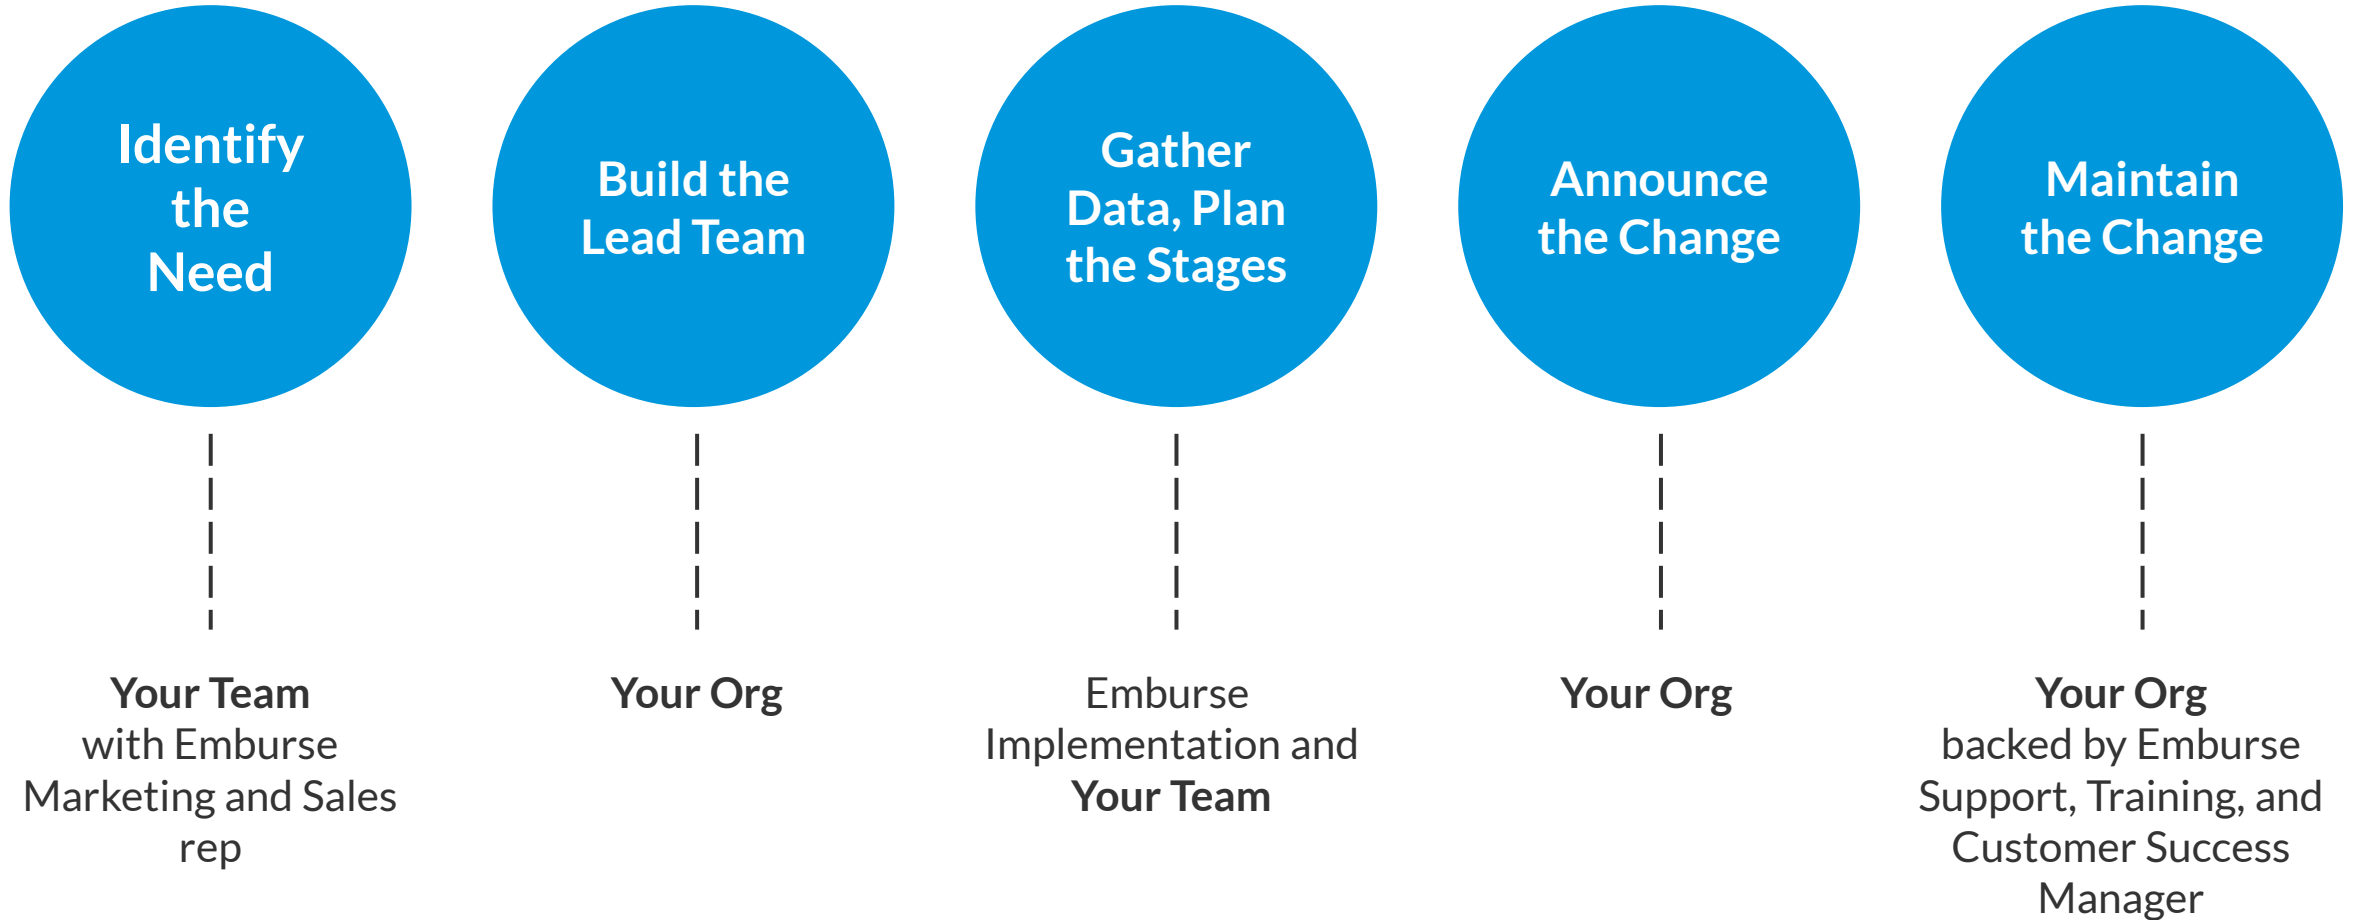 Identify
the
Need
Build the
Lead Team
Gather
Data, Plan
the Stages
Announce
the Change
Maintain
the Change
Your Team
with Emburse
Marketing and Sales
rep
Your Org
Emburse
Implementation and
Your Team
Your Org
Your Org
backed by Emburse
Support, Training, and
Customer Success
Manager